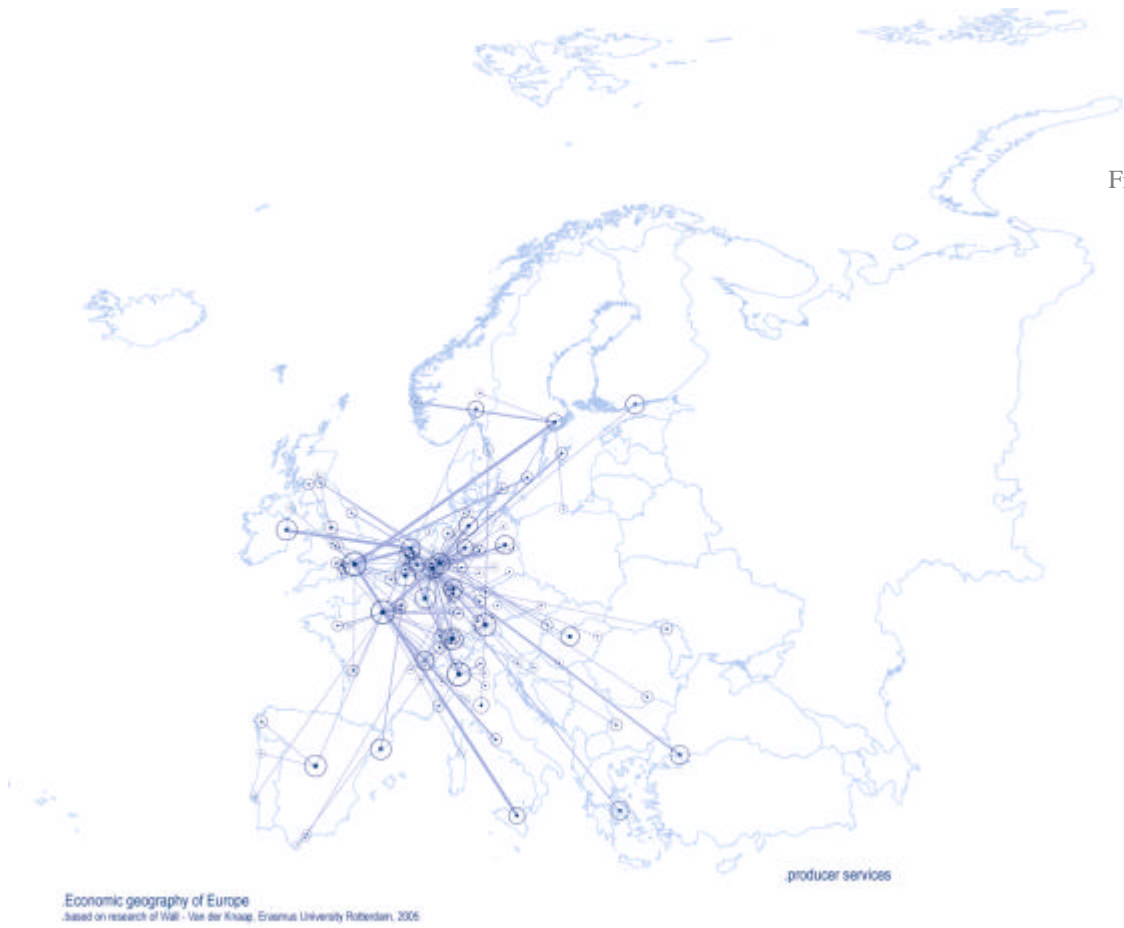 .producer services
.Economic geography of Europe
.based on research of Wall - Van der Knaap, Erasmus University Rotterdam, 2005